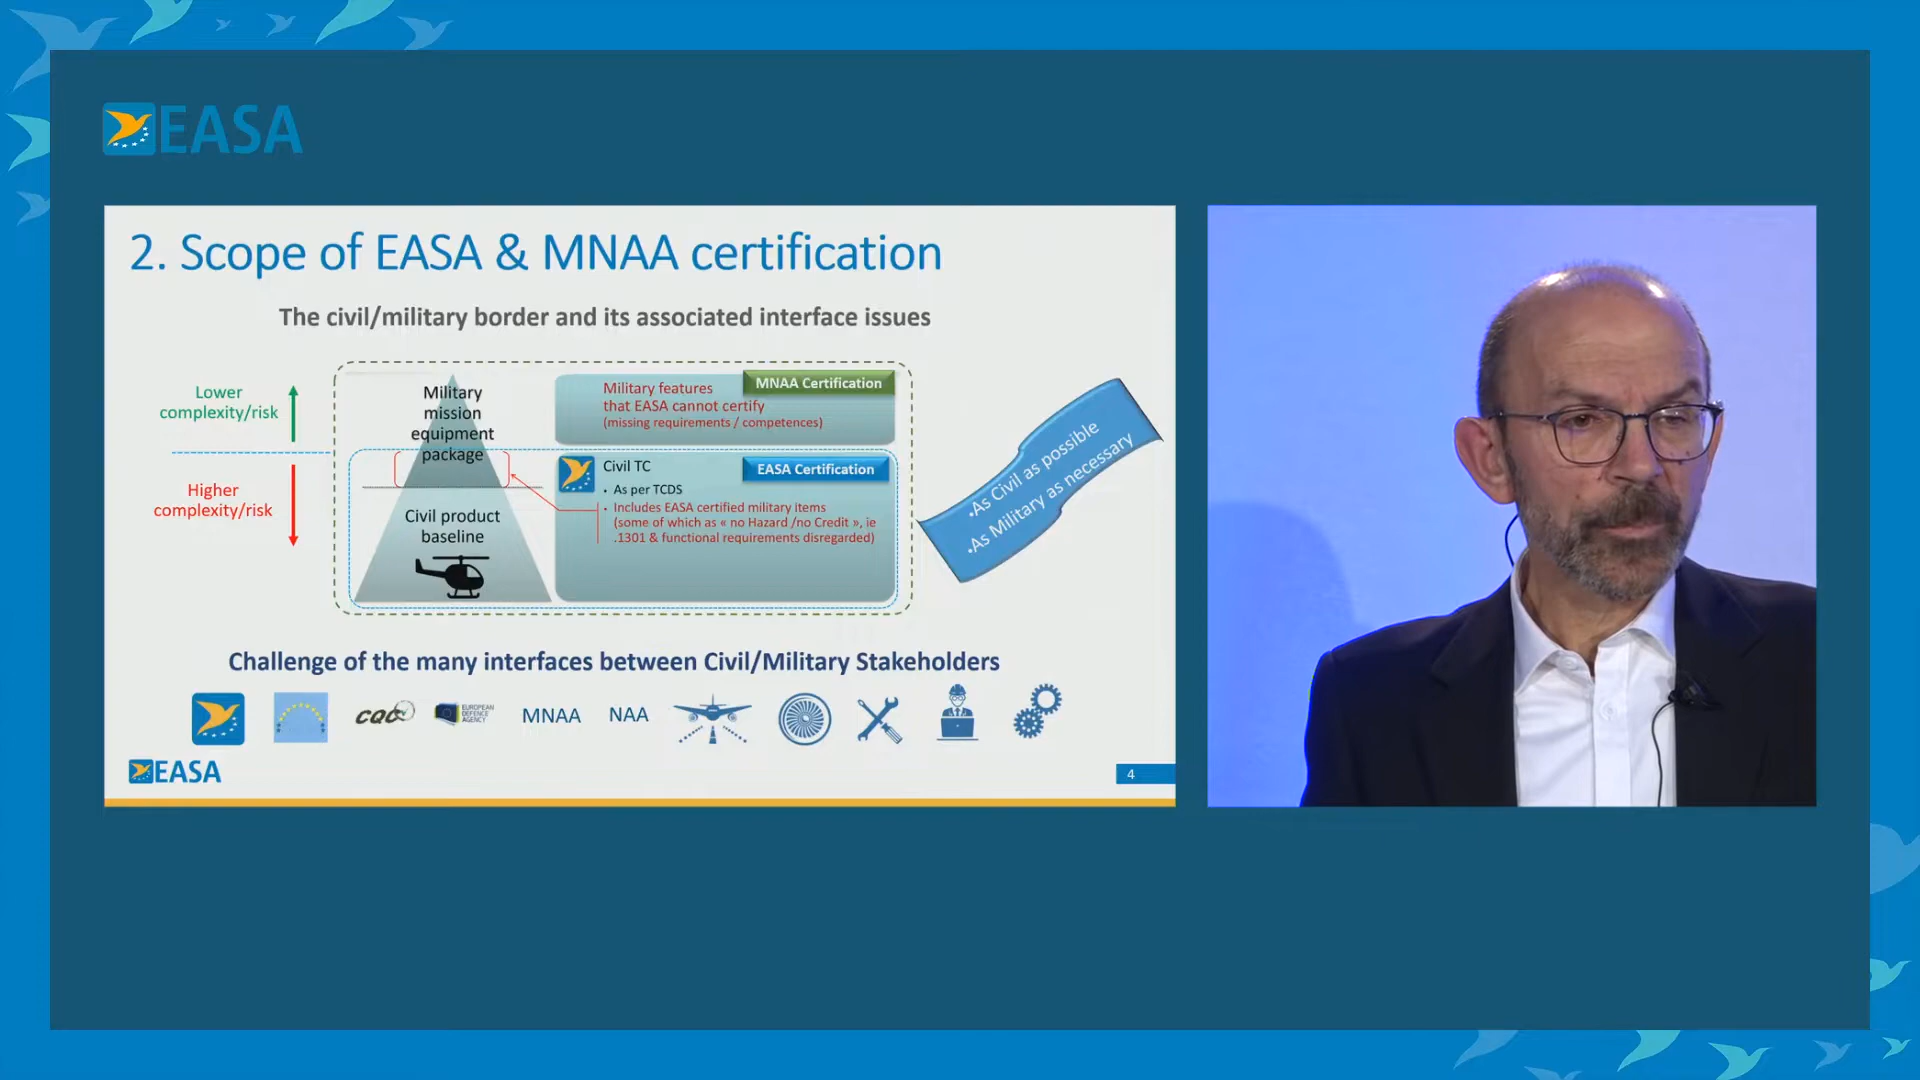 EASA
2. Scope of EASA & MNAA certification
The civil/military border and its associated interface issues
Lower
complexity/risk
Higher
complexity/risk
Military
mission
equipment
package
Civil product
baseline
MNAA Certification
Military features
that EASA cannot certify
(missing requirements / competences)
EASA Certification
Civil TC
• As per TCDS
• Includes EASA certified military items
(some of which as « no Hazard /no Credit », ie
.1301 & functional requirements disregarded)
•As Civil as possible
•As Military as necessary
Challenge of the many interfaces between Civil/Military Stakeholders
EUROPEAN
DEFENCE
AGENCY
MNAA
NAA
EASA
4